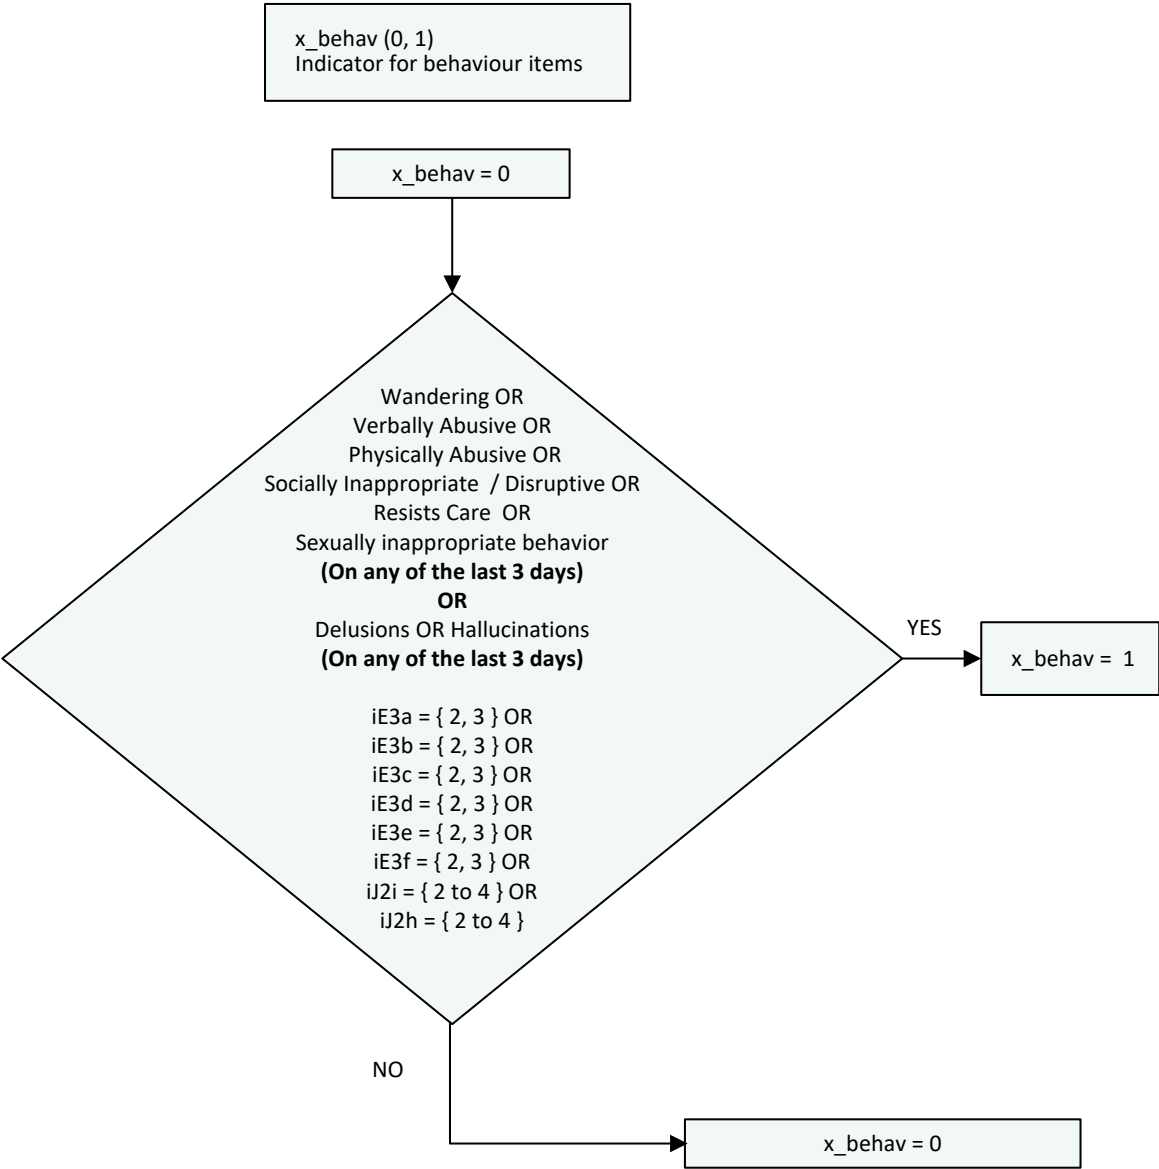 x_behav (0, 1)
Indicator for behaviour items
x_behav = 0
Wandering OR
Verbally Abusive OR
Physically Abusive OR
Socially Inappropriate / Disruptive OR
Resists Care OR
Sexually inappropriate behavior
(On any of the last 3 days)
OR
Delusions OR Hallucinations
(On any of the last 3 days)
iE3a = { 2, 3 } OR
iE3b = { 2, 3 } OR
iE3c = { 2, 3 } OR
iE3d = { 2, 3 } OR
iE3e = { 2, 3 } OR
iE3f = { 2, 3 } OR
iJ2i = { 2 to 4 } OR
iJ2h = { 2 to 4 }
YES
x_behav = 1
NO
x_behav = 0